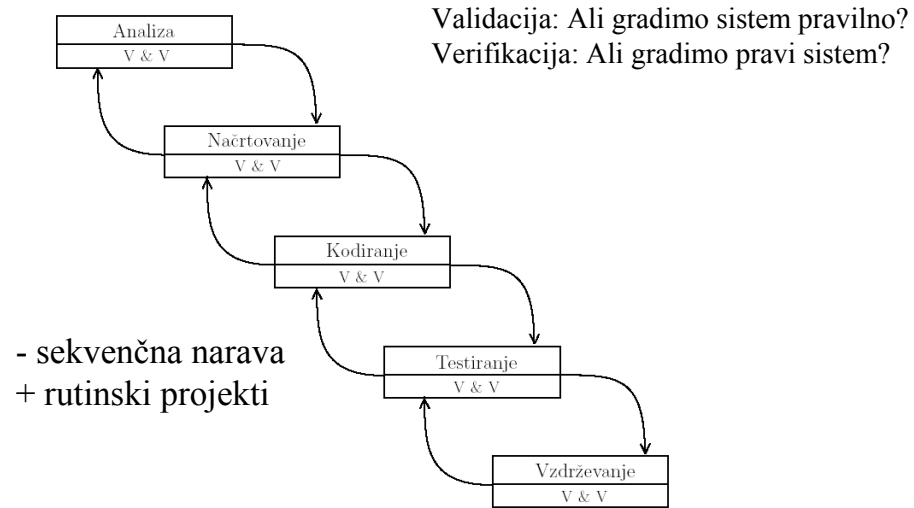 Validacija: Ali gradimo sistem pravilno?
Verifikacija: Ali gradimo pravi sistem?
Analiza
V & V
Načrtovanje
V & V
Kodiranje
V & V
- sekvenčna narava
+ rutinski projekti
Testiranje
V & V
Vzdrževanje
V & V